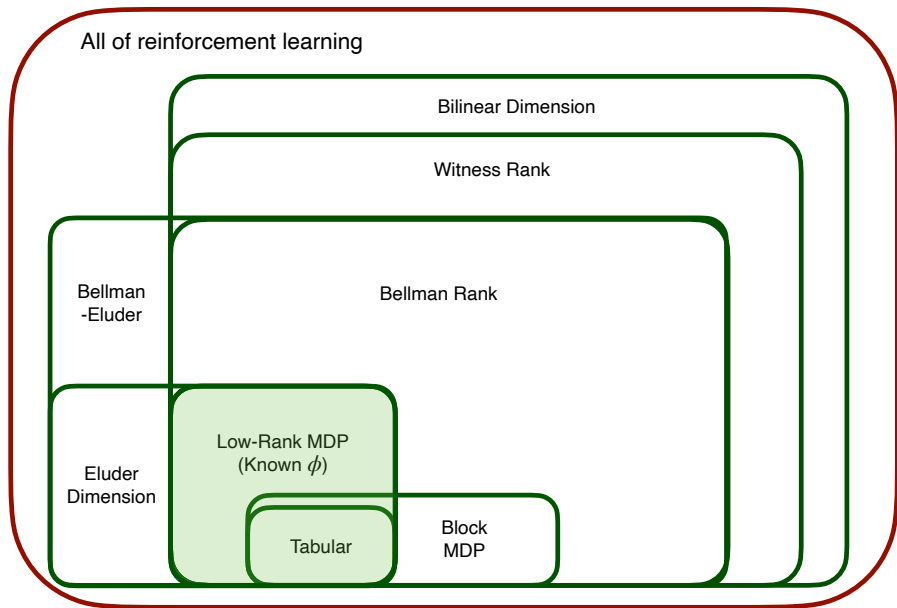 All of reinforcement learning
Bilinear Dimension
Witness Rank
Bellman
-Eluder
Bellman Rank
Low-Rank MDP
(Known ϕ)
Eluder
Dimension
Tabular
Block
MDP